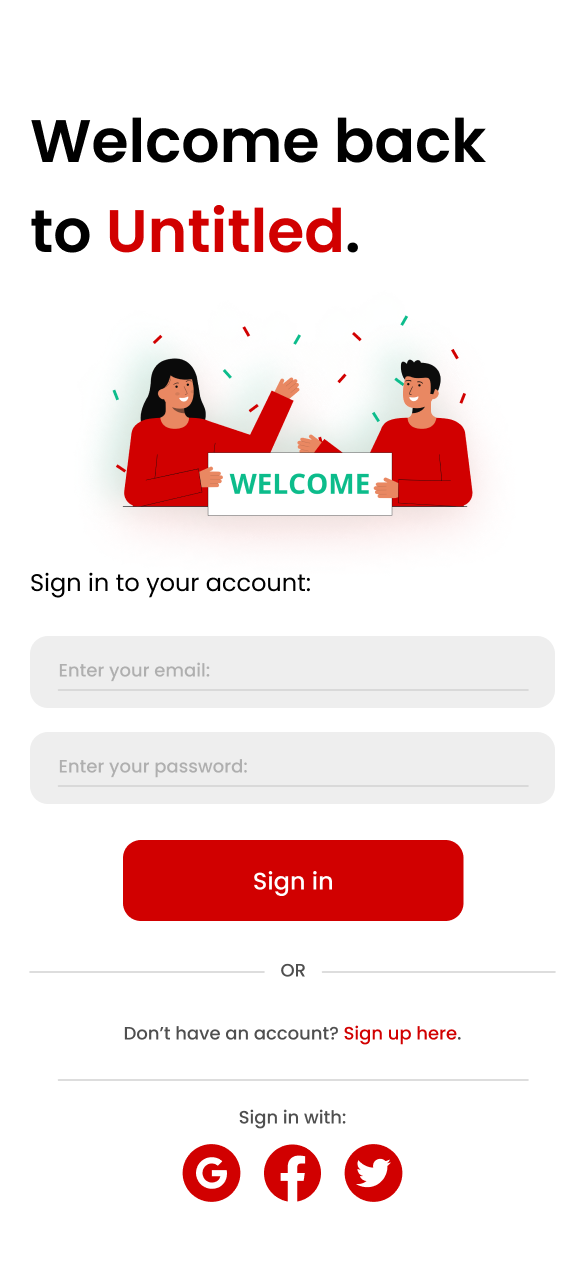 Welcome back
to Untitled.
WELCOME
Sign in to your account:
Enter your email:
Enter your password:
Sign in
OR
Don’t have an account? Sign up here.
Sign in with: